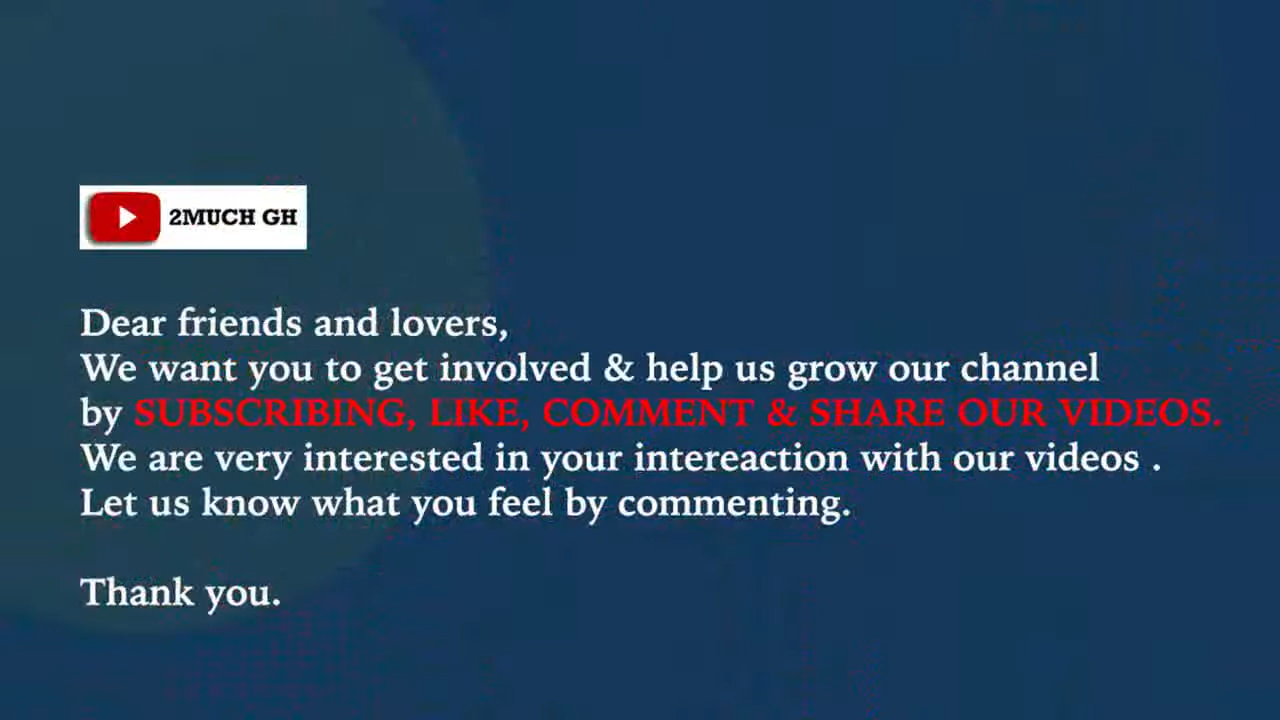 2MUCH GH
Dear friends and lovers,
We want you to get involved & help us grow our channel
by SUBSCRIBING, LIKE, COMMENT & SHARE OUR VIDEOS.
We are very interested in your intereaction with our videos .
Let us know what you feel by commenting.
Thank you.